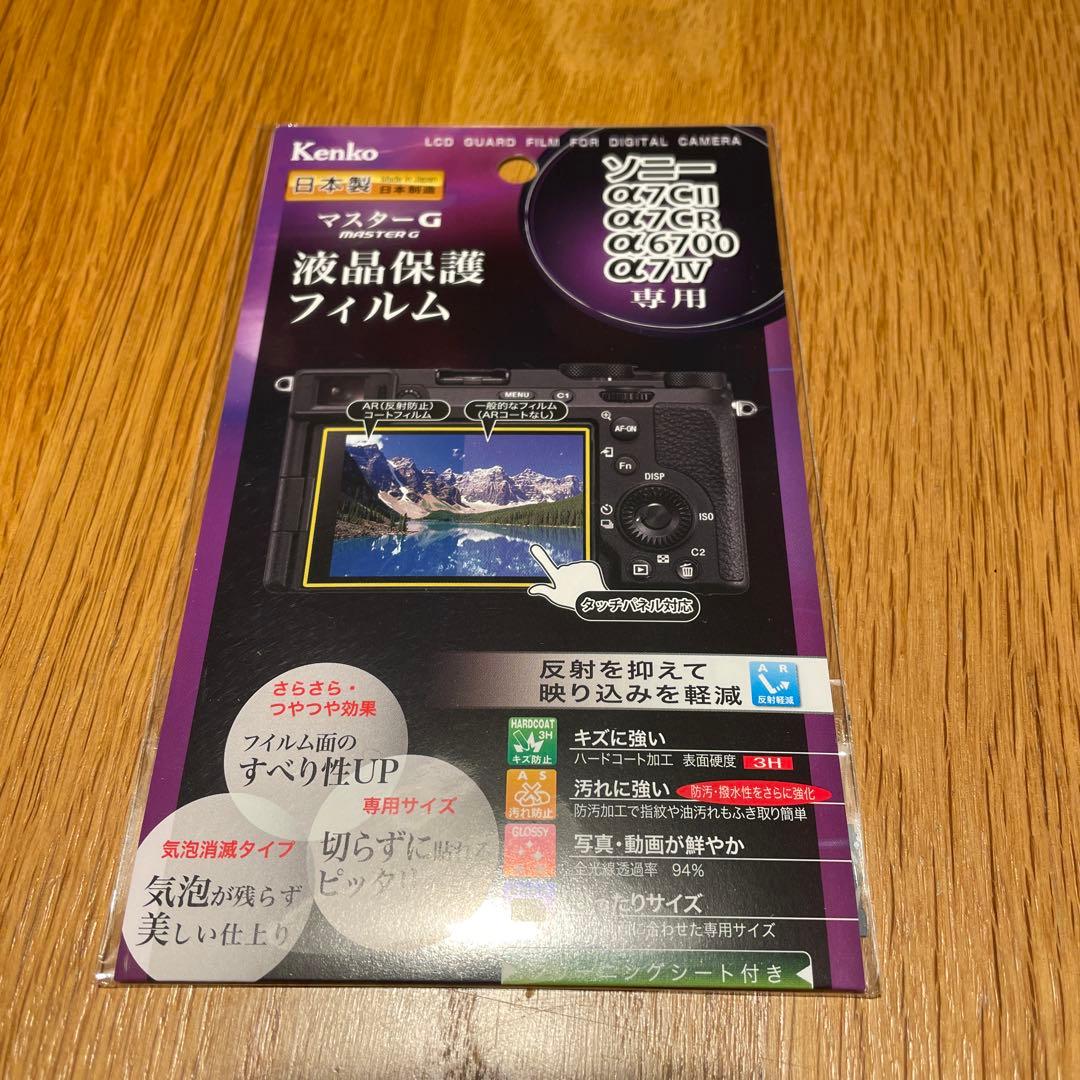 LCD GUARD FILM FOR DIGITAL CAMERA
Kenko
日本製 Made in Japan
日本制造
マスターG
MASTER G
液晶保護
フィルム
ソニー
α7CII
α7CR
α6700
α7Ⅳ
専用
AR(反射防止)
コートフィルム
一般的なフィルム
(ARコートなし)
MENU
C1
AF-ON
Fn
DISP
ISO
C2
タッチパネル対応
反射を抑えて
映り込みを軽減
AR
反射軽減
さらさら・
つやつや効果
フイルム面の
すべり性UP
専用サイズ
切らずに貼れる
ピッタリ
気泡消滅タイプ
気泡が残らず
美しい仕上り
HARDCOAT
3H
キズ防止
キズに強い
ハードコート加工 表面硬度 3H
AS
汚れ防止
汚れに強い 防汚・撥水性をさらに強化
防汚加工で指紋や油汚れもふき取り簡単
GLOSSY
写真・動画が鮮やか
全光線透過率 94%
たりサイズ
に合わせた専用サイズ
ーニングシート付き